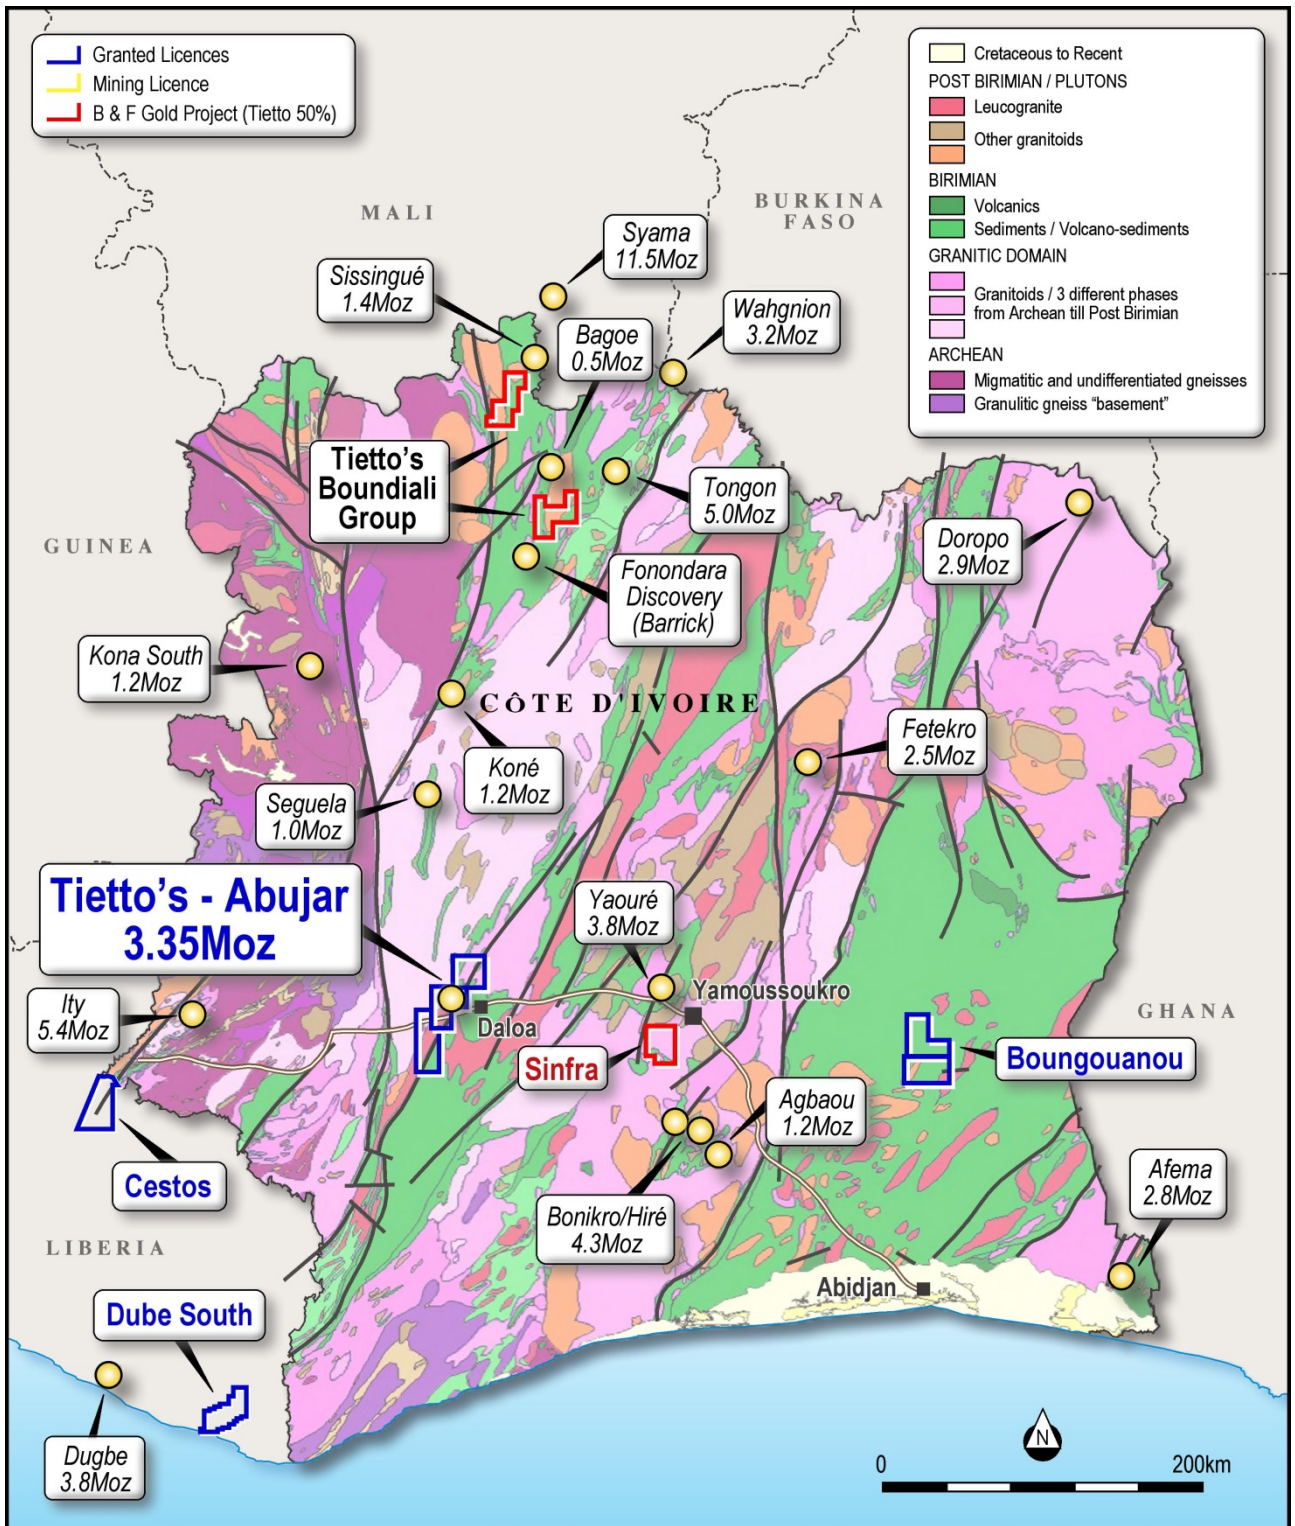 Granted Licences
Mining Licence
B & F Gold Project (Tietto 50%)
Cretaceous to Recent
POST BIRIMIAN / PLUTONS
Leucogranite
Other granitoids
BIRIMIAN
Volcanics
Sediments / Volcano-sediments
GRANITIC DOMAIN
Granitoids / 3 different phases
from Archean till Post Birimian
ARCHEAN
Migmatitic and undifferentiated gneisses
Granulitic gneiss “basement”
MALI
BURKINA
FASO
Syama
11.5Moz
Sissingué
1.4Moz
Wahgnion
3.2Moz
Bagoe
0.5Moz
Tietto's
Boundiali
Group
Tongon
5.0Moz
Doropo
2.9Moz
GUINEA
Fonondara
Discovery
(Barrick)
Kona South
1.2Moz
CÔTE D'IVOIRE
Fetekro
2.5Moz
Koné
1.2Moz
Seguela
1.0Moz
Tietto's - Abujar
3.35Moz
Yaouré
3.8Moz
Yamoussoukro
Ity
5.4Moz
Daloa
GHANA
Sinfra
Boungouanou
Agbaou
1.2Moz
Cestos
Afema
2.8Moz
Bonikro/Hiré
4.3Moz
LIBERIA
Abidjan
Dube South
Dugbe
3.8Moz
N
0 200km